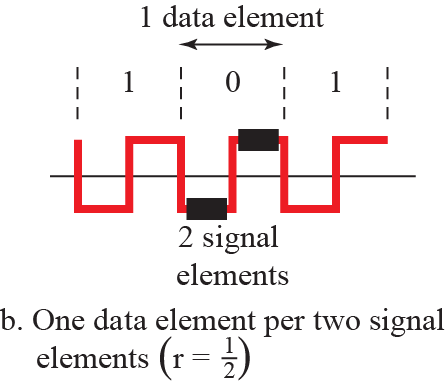 1 data element
1 0 1
2 signal
elements
b. One data element per two signal
elements (r = 1/2)